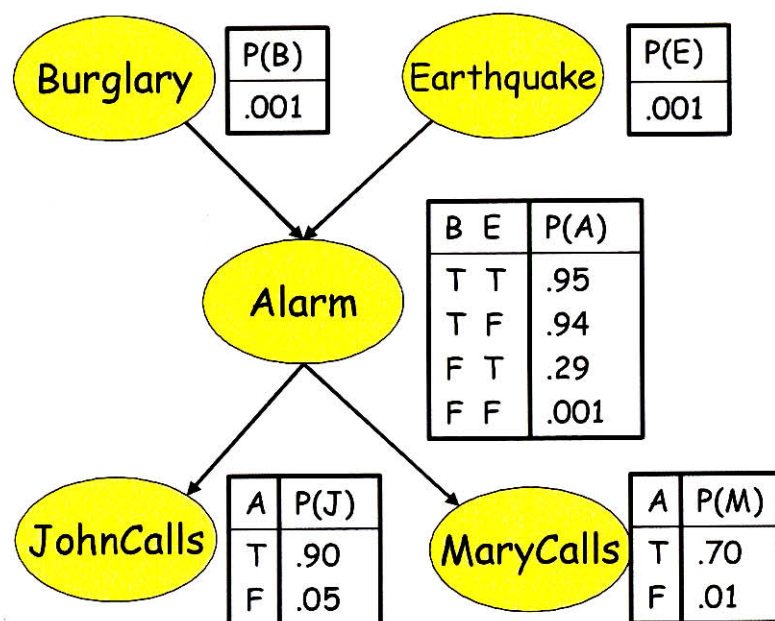 Burglary
P(B)
.001
Earthquake
P(E)
.001
Alarm
B E P(A)
T T .95
T F .94
F T .29
F F .001
JohnCalls
A P(J)
T .90
F .05
MaryCalls
A P(M)
T .70
F .01